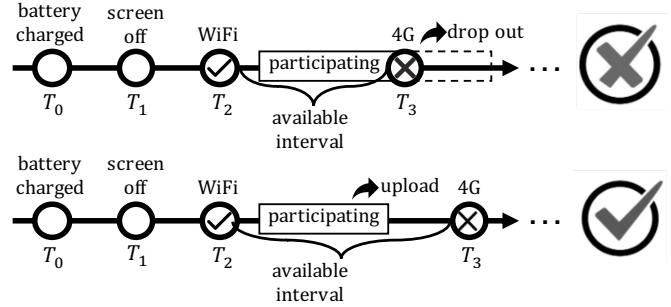 battery charged
screen off
WiFi
4G
drop out
participating
...
T0
T1
T2
T3
available interval
battery charged
screen off
WiFi
upload
4G
participating
...
T0
T1
T2
T3
available interval